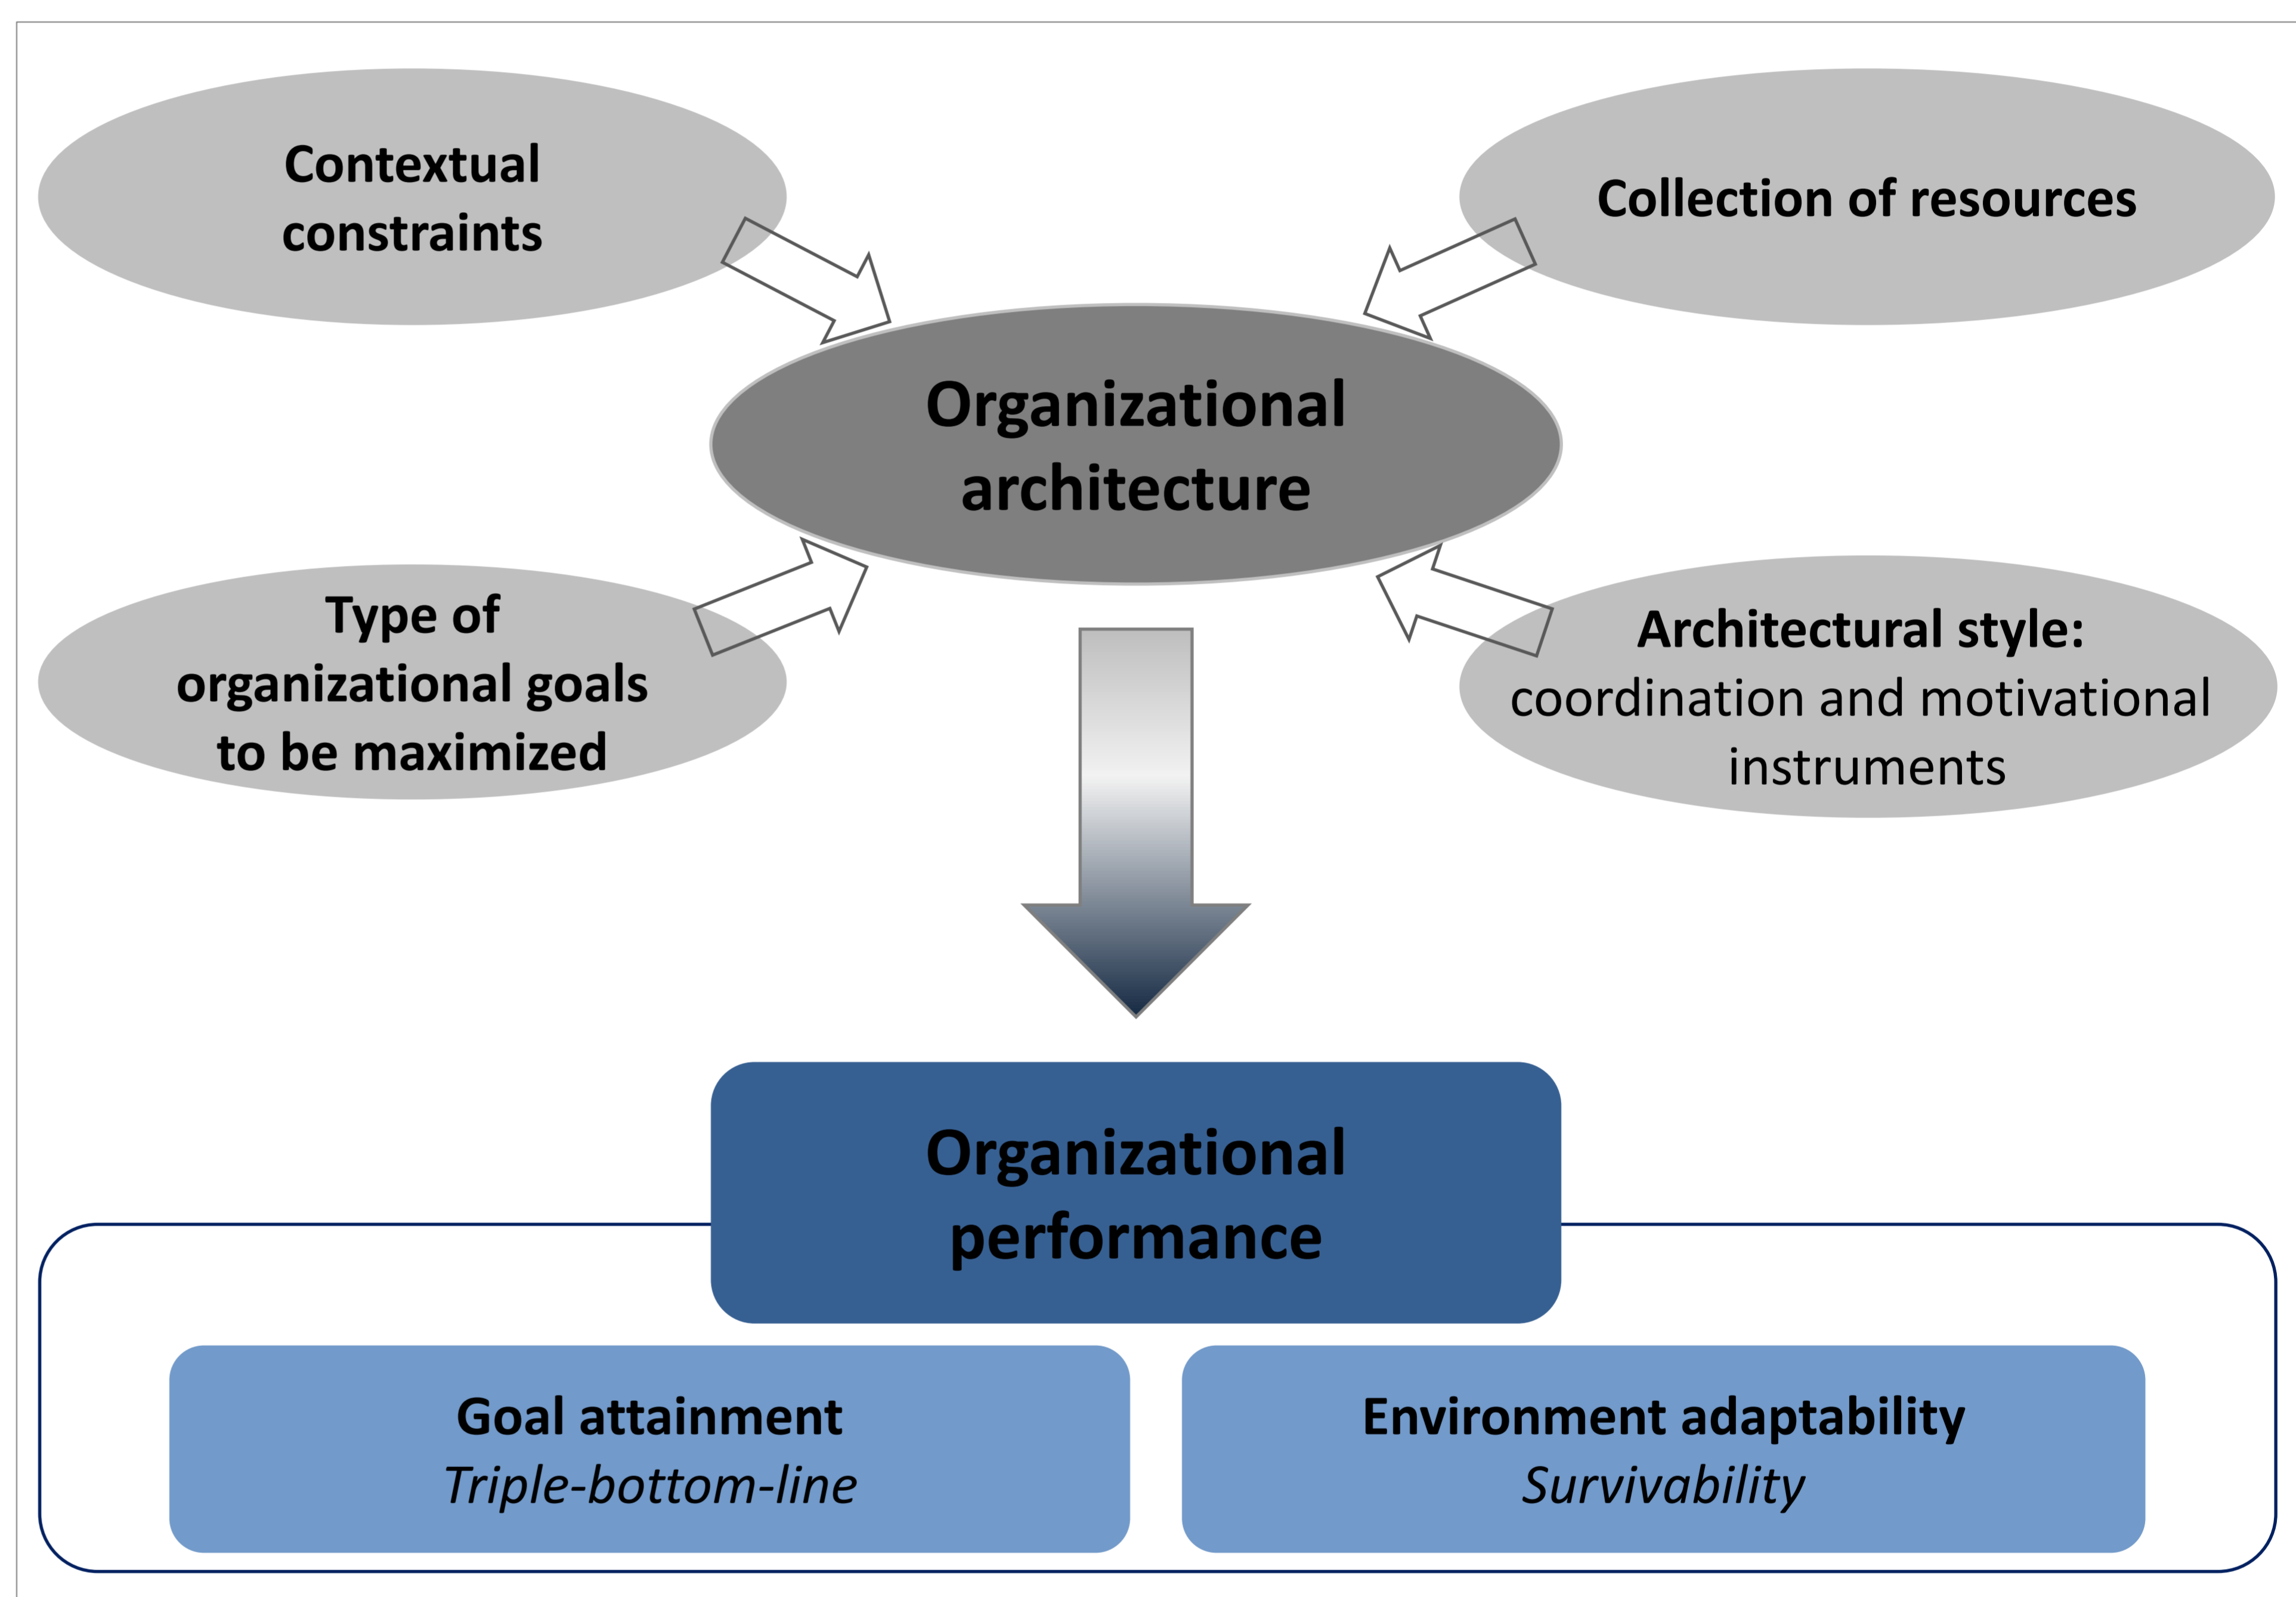 Contextual
constraints
Collection of resources
Organizational
architecture
Type of
organizational goals
to be maximized
Architectural style:
coordination and motivational
instruments
Organizational
performance
Goal attainment
Triple-bottom-line
Environment adaptability
Survivability